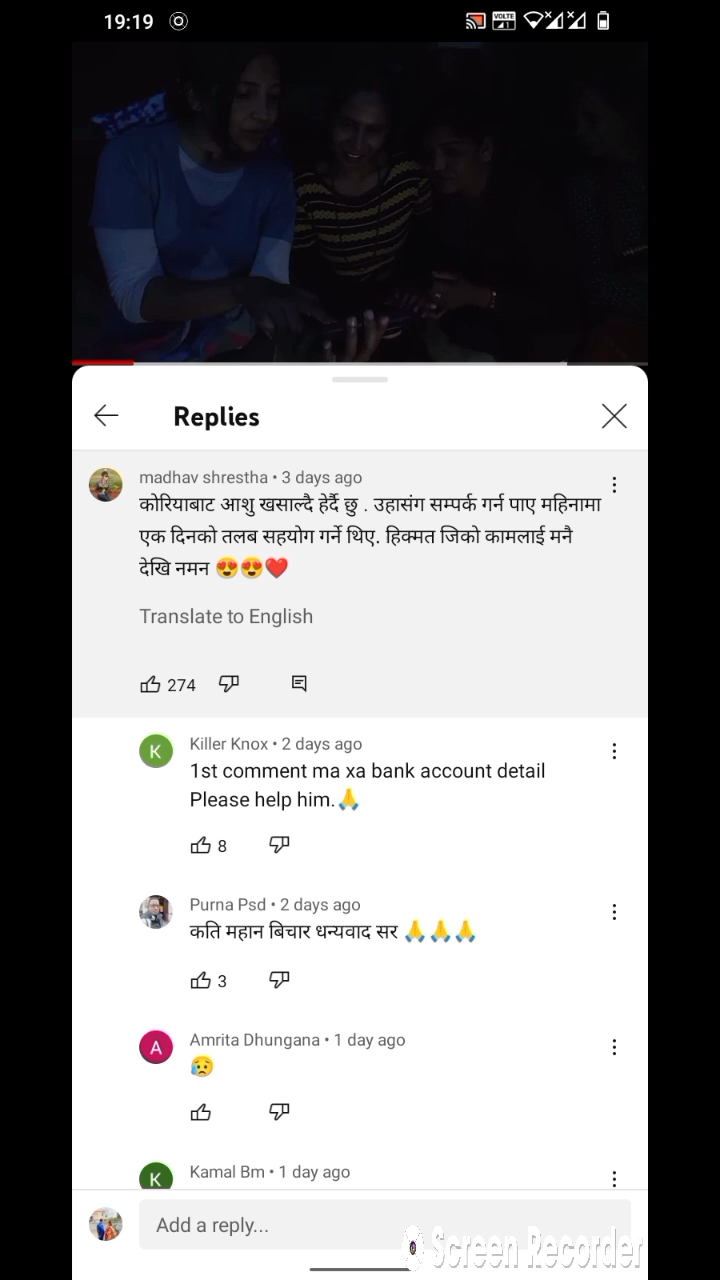 19:19
VoLTE 1
Replies
madhav shrestha • 3 days ago
कोरियाबाट आशु खसाल्दै हेर्दै छु . उहासंग सम्पर्क गर्न पाए महिनामा
एक दिनको तलब सहयोग गर्ने थिए. हिक्मत जिको कामलाई मनै
देखि नमन 😍😍❤️
Translate to English
274
K
Killer Knox • 2 days ago
1st comment ma xa bank account detail
Please help him.🙏
8
Purna Psd • 2 days ago
कति महान बिचार धन्यवाद सर 🙏🙏🙏
3
A
Amrita Dhungana • 1 day ago
😥
K
Kamal Bm • 1 day ago
Add a reply...
Screen Recorder